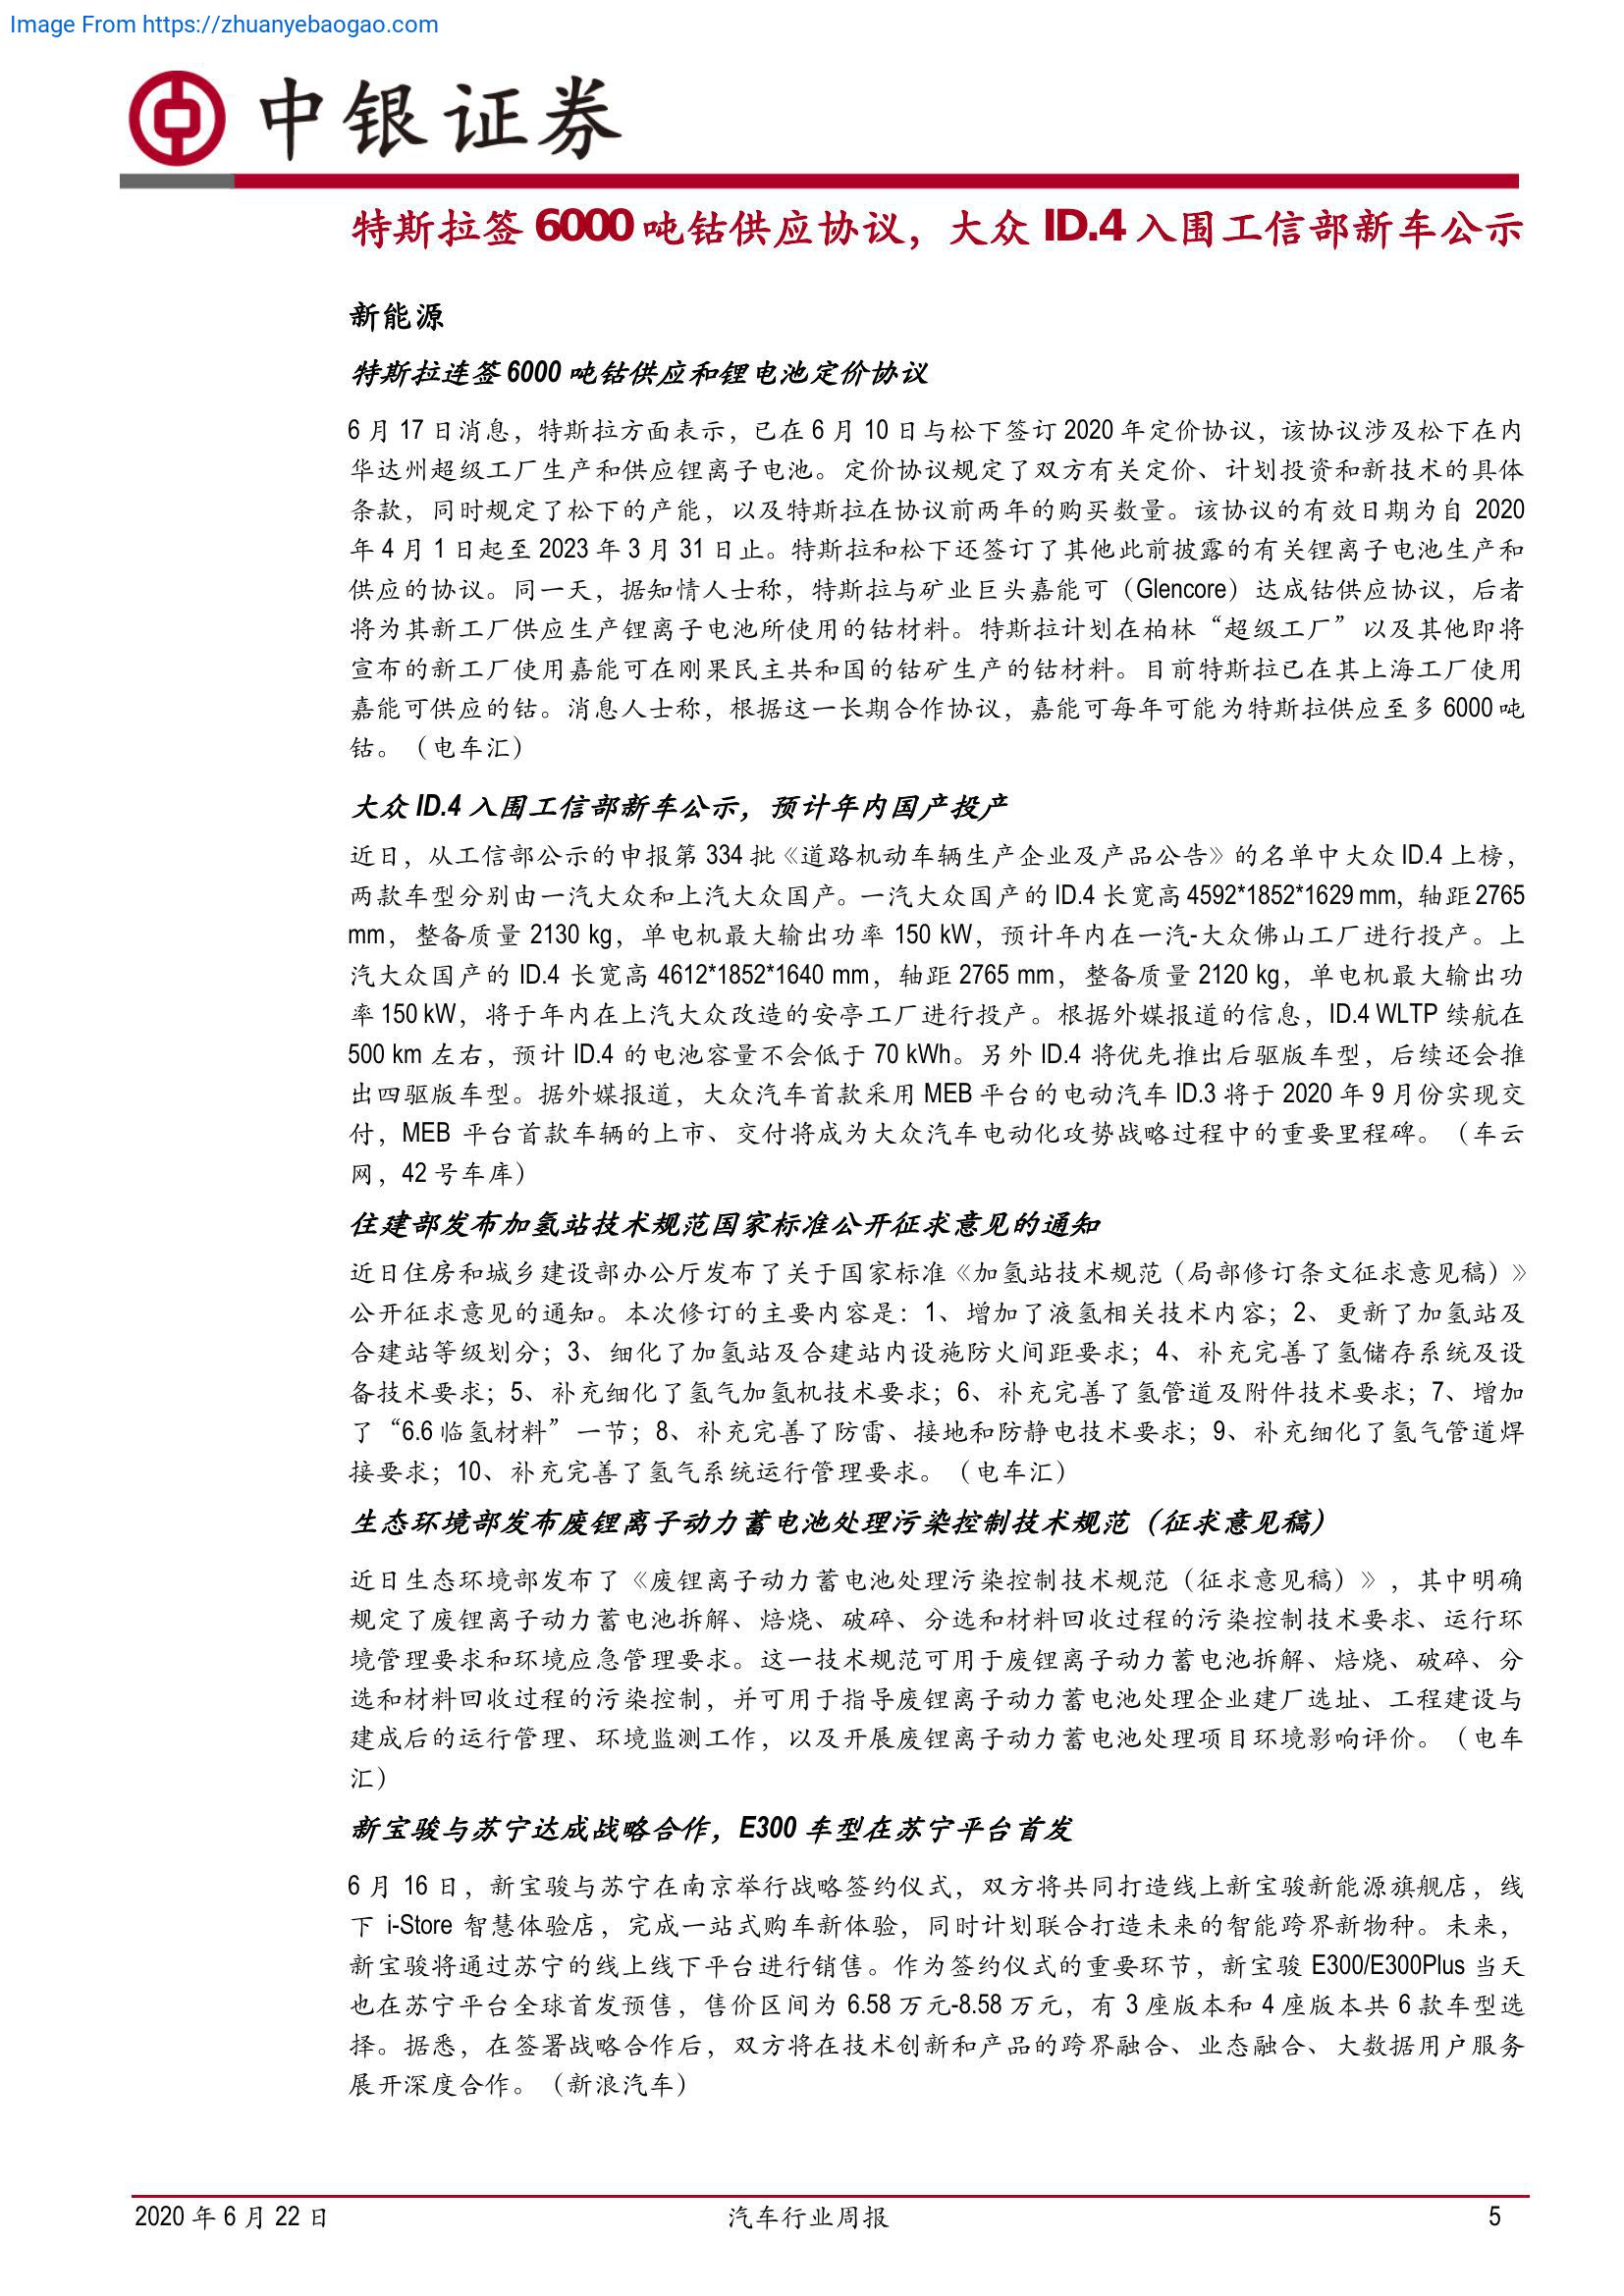 Image From https://zhuanyebaogao.com
中银证券
特斯拉签 6000 吨钴供应协议，大众 ID.4 入围工信部新车公示
新能源
特斯拉连签 6000 吨钴供应和锂电池定价协议
6 月 17 日消息，特斯拉方面表示，已在 6 月 10 日与松下签订 2020 年定价协议，该协议涉及松下在内
华达州超级工厂生产和供应锂离子电池。定价协议规定了双方有关定价、计划投资和新技术的具体
条款，同时规定了松下的产能，以及特斯拉在协议前两年的购买数量。该协议的有效日期为自 2020
年 4 月 1 日起至 2023 年 3 月 31 日止。特斯拉和松下还签订了其他此前披露的有关锂离子电池生产和
供应的协议。同一天，据知情人士称，特斯拉与矿业巨头嘉能可（Glencore）达成钴供应协议，后者
将为其新工厂供应生产锂离子电池所使用的钴材料。特斯拉计划在柏林“超级工厂”以及其他即将
宣布的新工厂使用嘉能可在刚果民主共和国的钴矿生产的钴材料。目前特斯拉已在其上海工厂使用
嘉能可供应的钴。消息人士称，根据这一长期合作协议，嘉能可每年可能为特斯拉供应至多 6000 吨
钴。（电车汇）
大众 ID.4 入围工信部新车公示，预计年内国产投产
近日，从工信部公示的申报第 334 批《道路机动车辆生产企业及产品公告》的名单中大众 ID.4 上榜，
两款车型分别由一汽大众和上汽大众国产。一汽大众国产的 ID.4 长宽高 4592*1852*1629 mm，轴距 2765
mm，整备质量 2130 kg，单电机最大输出功率 150 kW，预计年内在一汽-大众佛山工厂进行投产。上
汽大众国产的 ID.4 长宽高 4612*1852*1640 mm，轴距 2765 mm，整备质量 2120 kg，单电机最大输出功
率 150 kW，将于年内在上汽大众改造的安亭工厂进行投产。根据外媒报道的信息，ID.4 WLTP 续航在
500 km 左右，预计 ID.4 的电池容量不会低于 70 kWh。另外 ID.4 将优先推出后驱版车型，后续还会推
出四驱版车型。据外媒报道，大众汽车首款采用 MEB 平台的电动汽车 ID.3 将于 2020 年 9 月份实现交
付，MEB 平台首款车辆的上市、交付将成为大众汽车电动化攻势战略过程中的重要里程碑。（车云
网，42 号车库）
住建部发布加氢站技术规范国家标准公开征求意见的通知
近日住房和城乡建设部办公厅发布了关于国家标准《加氢站技术规范（局部修订条文征求意见稿）》
公开征求意见的通知。本次修订的主要内容是：1、增加了液氢相关技术内容；2、更新了加氢站及
合建站等级划分；3、细化了加氢站及合建站内设施防火间距要求；4、补充完善了氢储存系统及设
备技术要求；5、补充细化了氢气加氢机技术要求；6、补充完善了氢管道及附件技术要求；7、增加
了“6.6 临氢材料”一节；8、补充完善了防雷、接地和防静电技术要求；9、补充细化了氢气管道焊
接要求；10、补充完善了氢气系统运行管理要求。（电车汇）
生态环境部发布废锂离子动力蓄电池处理污染控制技术规范（征求意见稿）
近日生态环境部发布了《废锂离子动力蓄电池处理污染控制技术规范（征求意见稿）》，其中明确
规定了废锂离子动力蓄电池拆解、焙烧、破碎、分选和材料回收过程的污染控制技术要求、运行环
境管理要求和环境应急管理要求。这一技术规范可用于废锂离子动力蓄电池拆解、焙烧、破碎、分
选和材料回收过程的污染控制，并可用于指导废锂离子动力蓄电池处理企业建厂选址、工程建设与
建成后的运行管理、环境监测工作，以及开展废锂离子动力蓄电池处理项目环境影响评价。（电车
汇）
新宝骏与苏宁达成战略合作，E300 车型在苏宁平台首发
6 月 16 日，新宝骏与苏宁在南京举行战略签约仪式，双方将共同打造线上新宝骏新能源旗舰店，线
下 i-Store 智慧体验店，完成一站式购车新体验，同时计划联合打造未来的智能跨界新物种。未来，
新宝骏将通过苏宁的线上线下平台进行销售。作为签约仪式的重要环节，新宝骏 E300/E300Plus 当天
也在苏宁平台全球首发预售，售价区间为 6.58 万元-8.58 万元，有 3 座版本和 4 座版本共 6 款车型选
择。据悉，在签署战略合作后，双方将在技术创新和产品的跨界融合、业态融合、大数据用户服务
展开深度合作。（新浪汽车）
2020 年 6 月 22 日
汽车行业周报
5